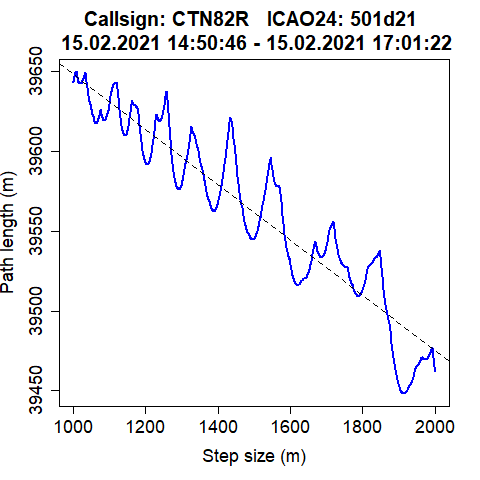 Callsign: CTN82R   ICAO24: 501d21
15.02.2021 14:50:46 - 15.02.2021 17:01:22
Path length (m)
39650
39600
39550
39500
39450
1000 1200 1400 1600 1800 2000
Step size (m)